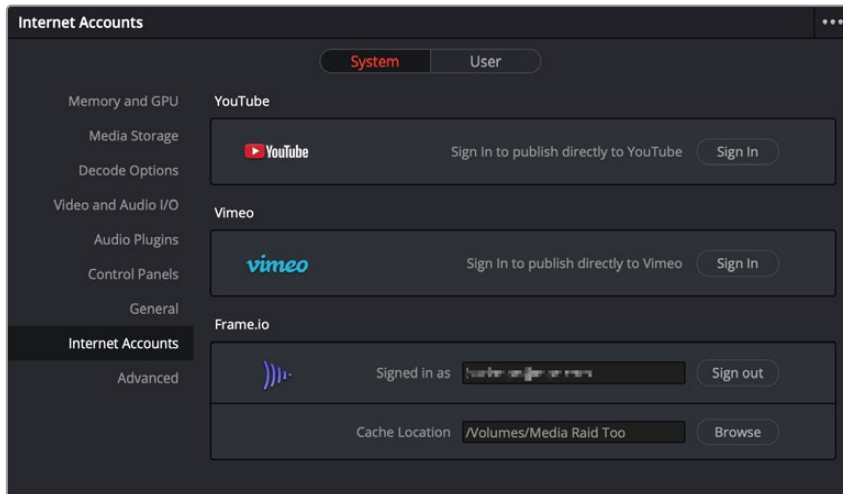 Internet Accounts
System User
Memory and GPU
Media Storage
Decode Options
Video and Audio I/O
Audio Plugins
Control Panels
General
Internet Accounts
Advanced
YouTube
YouTube Sign In to publish directly to YouTube Sign In
Vimeo
vimeo Sign In to publish directly to Vimeo Sign In
Frame.io
Signed in as Sign out
Cache Location /Volumes/Media Raid Too Browse